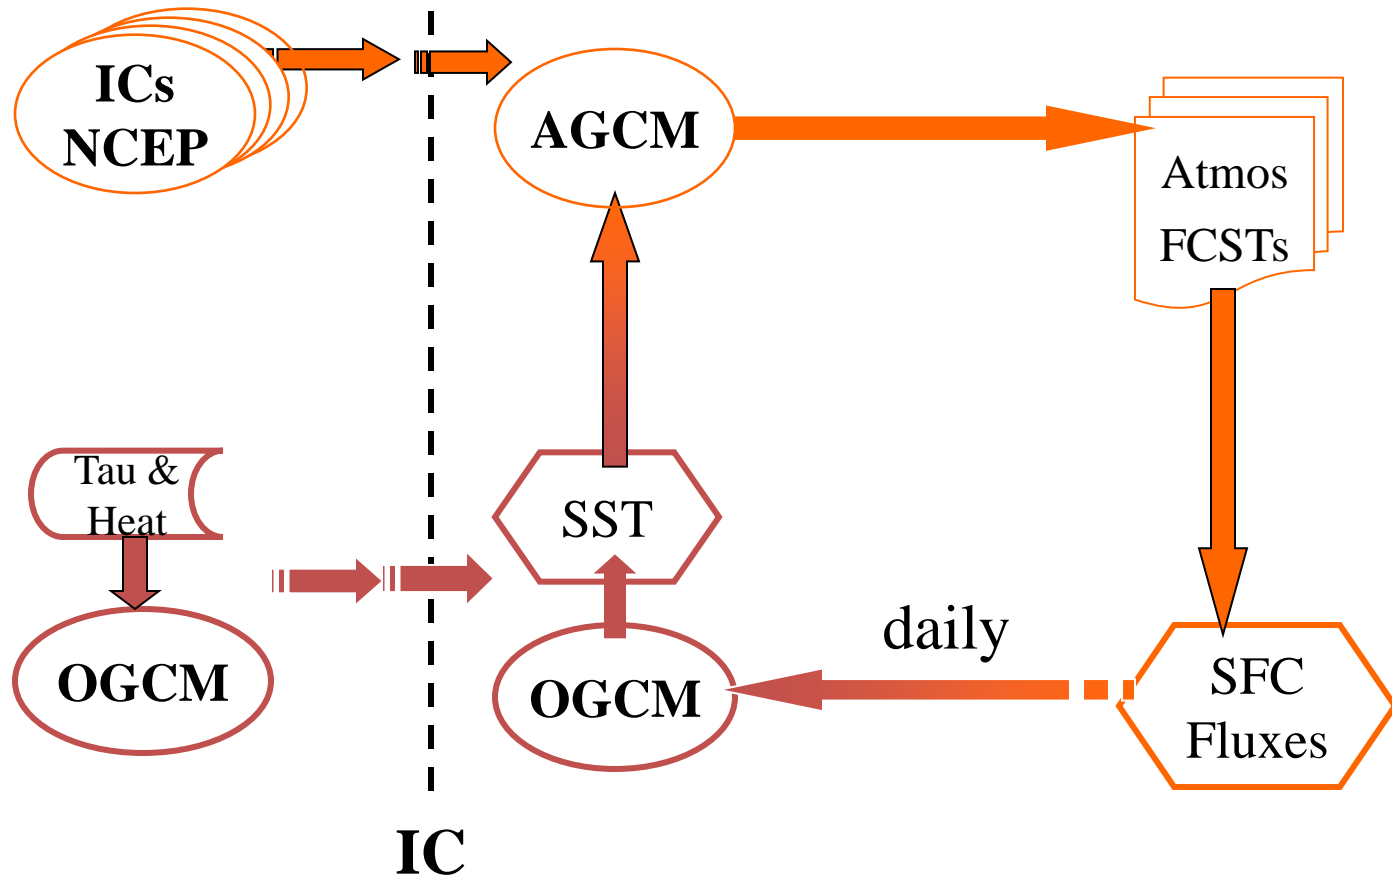 ICs
NCEP
AGCM
Atmos
FCSTs
Tau &
Heat
SST
OGCM
OGCM
daily
SFC
Fluxes
IC